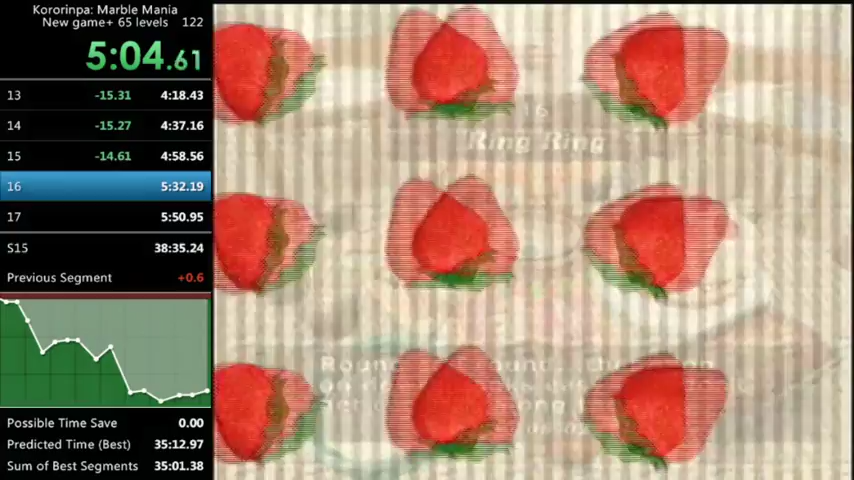 Kororinpa: Marble Mania
New game+ 65 levels 122
5:04.61
13 -15.31 4:18.43
14 -15.27 4:37.16
15 -14.61 4:58.56
16 5:32.19
17 5:50.95
S15 38:35.24
Previous Segment +0.6
Possible Time Save 0.00
Predicted Time (Best) 35:12.97
Sum of Best Segments 35:01.38
16
Ring Ring
Round